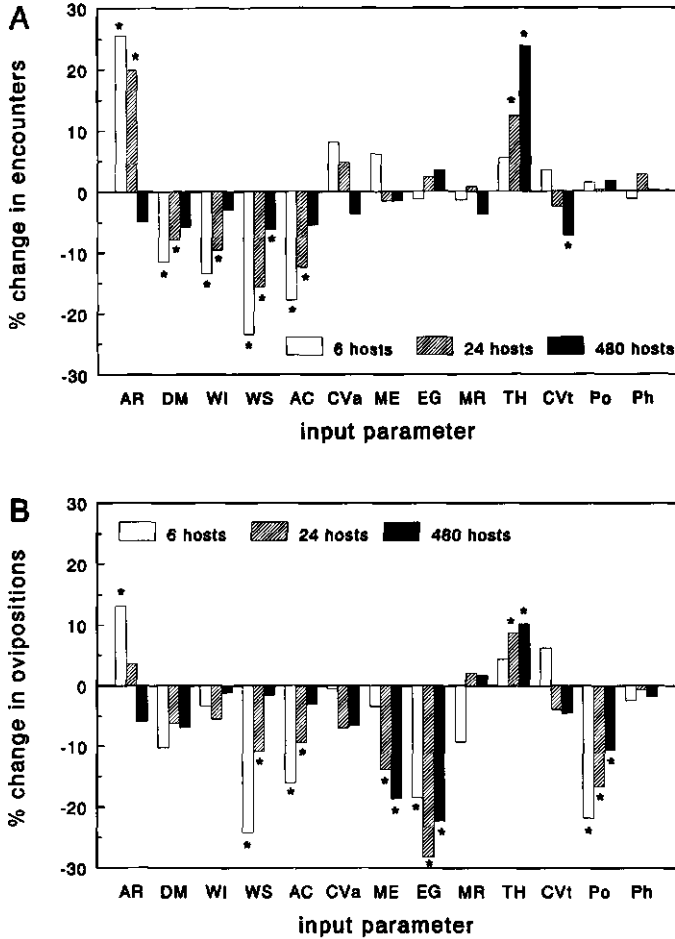 A
% change in encounters
30
20
10
0
-10
-20
-30
* * * * * * * * * * * * * *
6 hosts 24 hosts 480 hosts
AR DM WI WS AC CVa ME EG MR TH CVt Po Ph
input parameter
B
% change in ovipositions
30
20
10
0
-10
-20
-30
6 hosts 24 hosts 480 hosts
* * * * * * * * * * * * * * *
AR DM WI WS AC CVa ME EG MR TH CVt Po Ph
input parameter